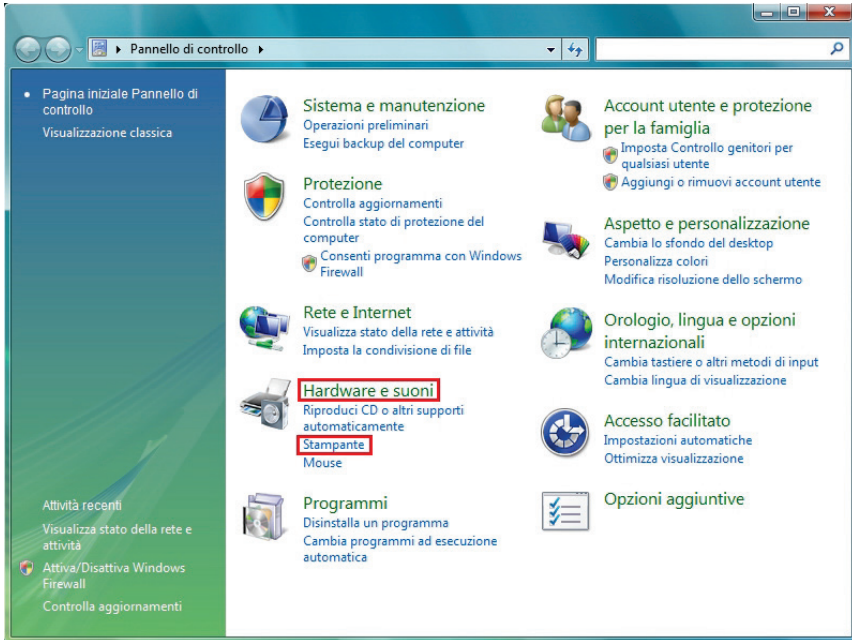 Pannello di controllo
Pagina iniziale Pannello di
controllo
Visualizzazione classica
Attività recenti
Visualizza stato della rete e
attività
Attiva/Disattiva Windows
Firewall
Controlla aggiornamenti
Sistema e manutenzione
Operazioni preliminari
Esegui backup del computer
Protezione
Controlla aggiornamenti
Controlla stato di protezione del
computer
Consenti programma con Windows
Firewall
Rete e Internet
Visualizza stato della rete e attività
Imposta la condivisione di file
Hardware e suoni
Riproduci CD o altri supporti
automaticamente
Stampante
Mouse
Programmi
Disinstalla un programma
Cambia programmi ad esecuzione
automatica
Account utente e protezione
per la famiglia
Imposta Controllo genitori per
qualsiasi utente
Aggiungi o rimuovi account utente
Aspetto e personalizzazione
Cambia lo sfondo del desktop
Personalizza colori
Modifica risoluzione dello schermo
Orologio, lingua e opzioni
internazionali
Cambia tastiere o altri metodi di input
Cambia lingua di visualizzazione
Accesso facilitato
Impostazioni automatiche
Ottimizza visualizzazione
Opzioni aggiuntive